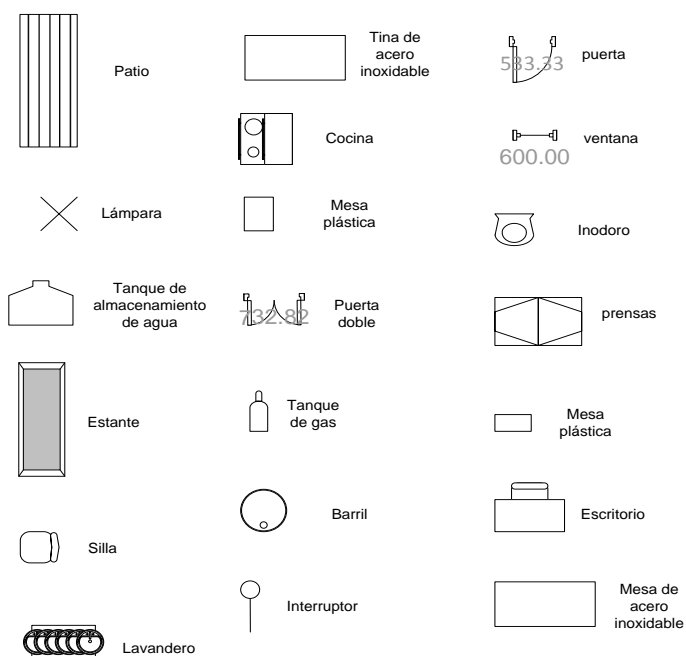 Patio
Lámpara
Tanque de
almacenamiento
de agua
Estante
Silla
Lavandero
Tina de
acero
inoxidable
Cocina
Mesa
plástica
732.82
Puerta
doble
Tanque
de gas
Barril
Interruptor
533.33
puerta
600.00
ventana
Inodoro
prensas
Mesa
plástica
Escritorio
Mesa de
acero
inoxidable